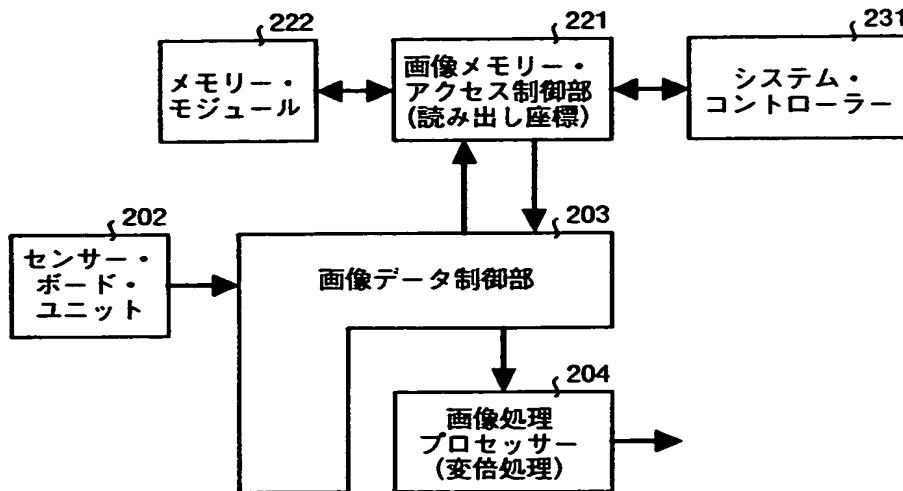 222
メモリー・
モジュール
221
画像メモリー・
アクセス制御部
(読み出し座標)
231
システム・
コントローラー
202
センサー・
ボード・
ユニット
203
画像データ制御部
204
画像処理
プロセッサー
(変倍処理)